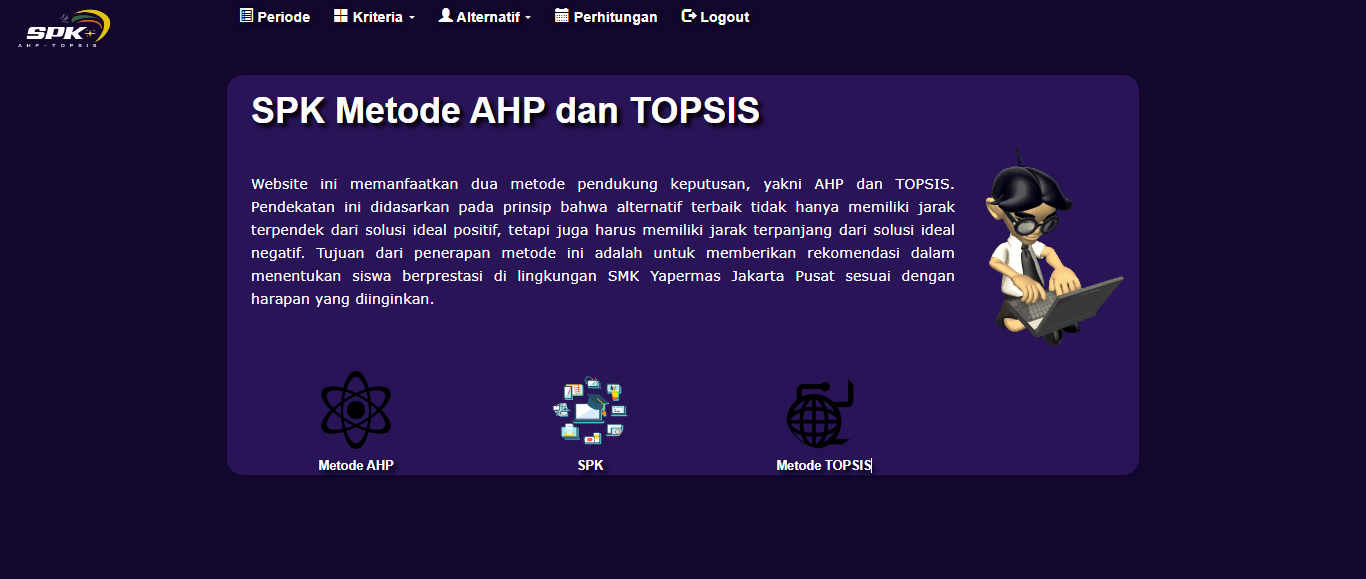 SPK
AHP-TOPSIS
Periode Kriteria Alternatif Perhitungan Logout
SPK Metode AHP dan TOPSIS
Website ini memanfaatkan dua metode pendukung keputusan, yakni AHP dan TOPSIS.
Pendekatan ini didasarkan pada prinsip bahwa alternatif terbaik tidak hanya memiliki jarak
terpendek dari solusi ideal positif, tetapi juga harus memiliki jarak terpanjang dari solusi ideal
negatif. Tujuan dari penerapan metode ini adalah untuk memberikan rekomendasi dalam
menentukan siswa berprestasi di lingkungan SMK Yapermas Jakarta Pusat sesuai dengan
harapan yang diinginkan.
Metode AHP
SPK
Metode TOPSIS